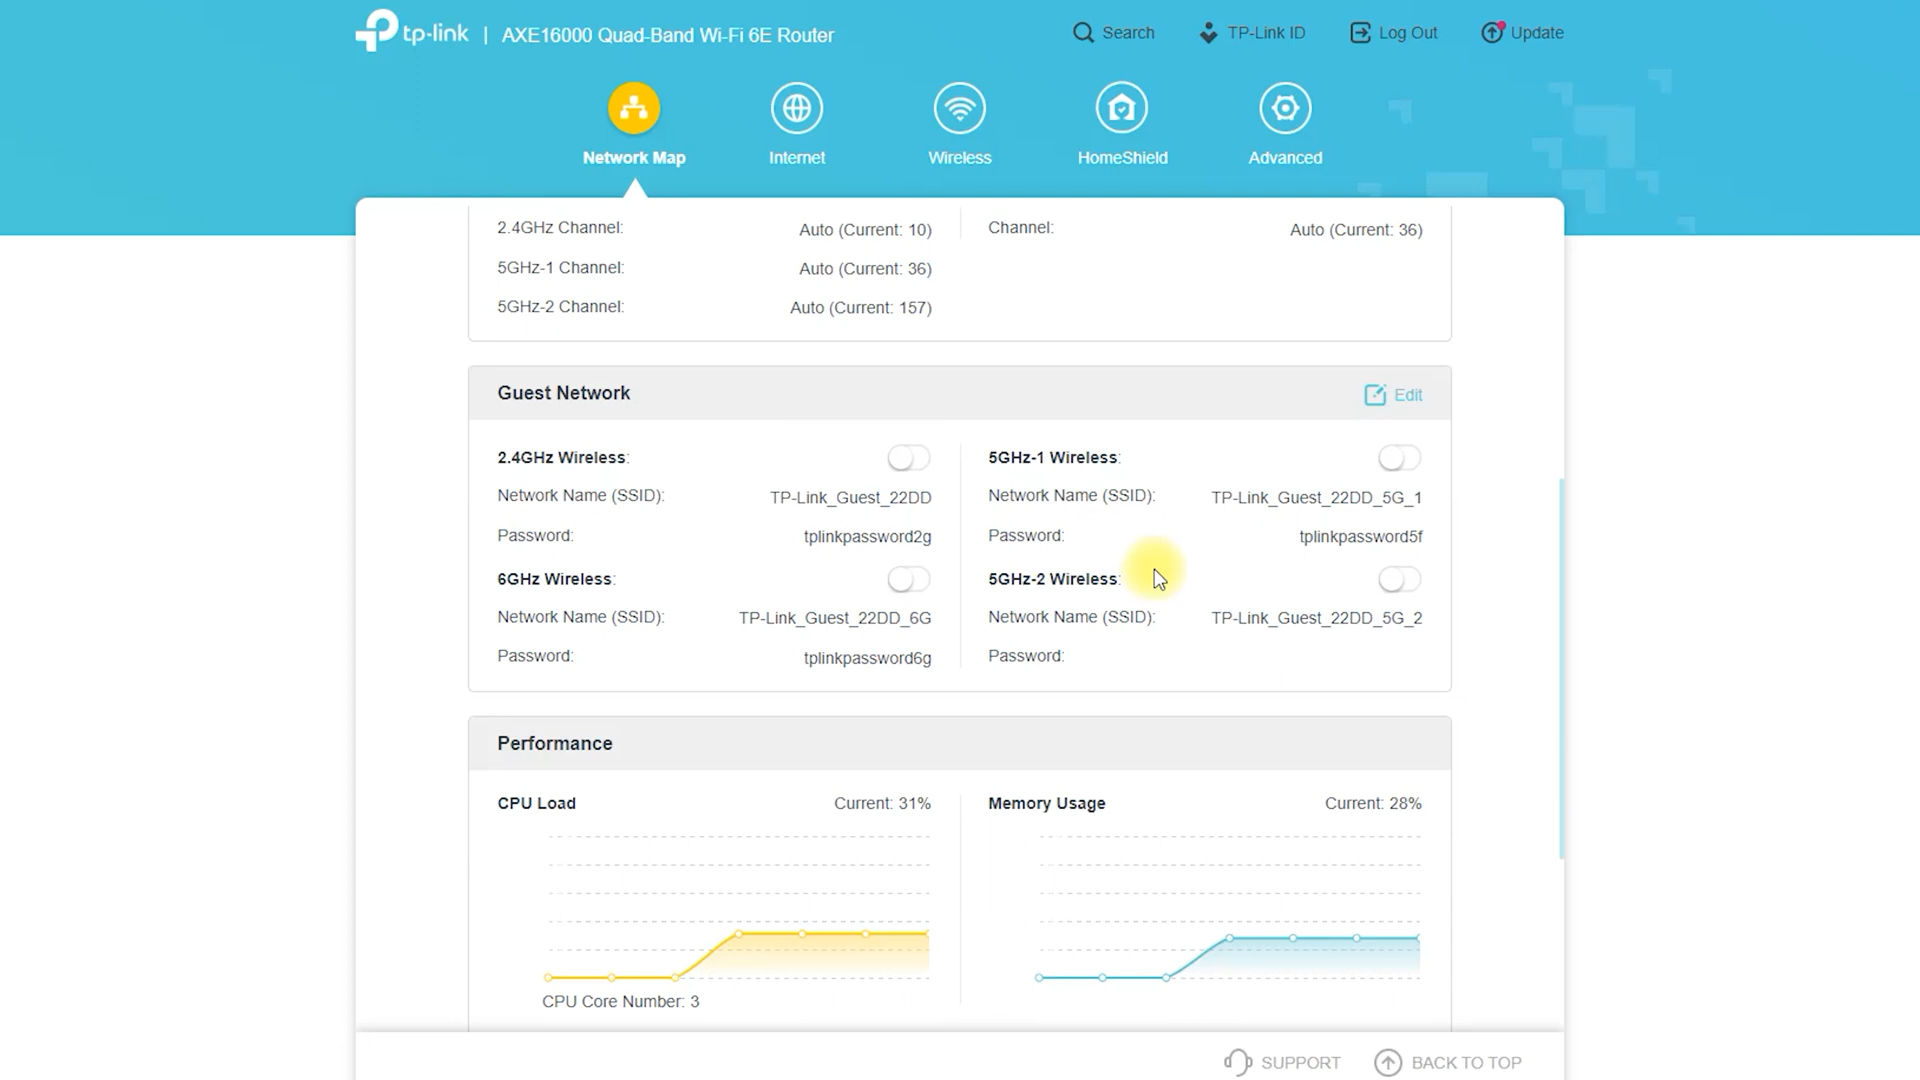 tp-link | AXE16000 Quad-Band Wi-Fi 6E Router
Search
TP-Link ID
Log Out
Update
Network Map
Internet
Wireless
HomeShield
Advanced
2.4GHz Channel: Auto (Current: 10)
5GHz-1 Channel: Auto (Current: 36)
5GHz-2 Channel: Auto (Current: 157)
Channel: Auto (Current: 36)
Guest Network
Edit
2.4GHz Wireless:
Network Name (SSID): TP-Link_Guest_22DD
Password: tplinkpassword2g
6GHz Wireless:
Network Name (SSID): TP-Link_Guest_22DD_6G
Password: tplinkpassword6g
5GHz-1 Wireless:
Network Name (SSID): TP-Link_Guest_22DD_5G_1
Password: tplinkpassword5f
5GHz-2 Wireless:
Network Name (SSID): TP-Link_Guest_22DD_5G_2
Password:
Performance
CPU Load Current: 31%
CPU Core Number: 3
Memory Usage Current: 28%
SUPPORT
BACK TO TOP